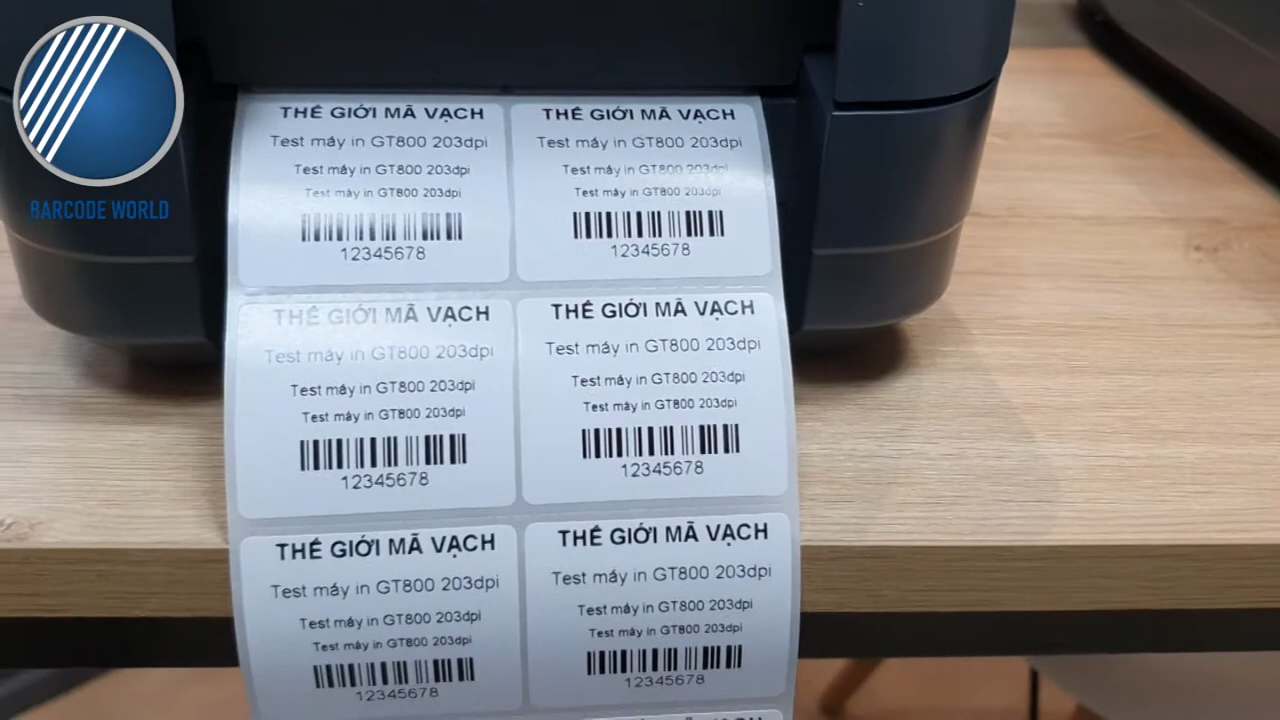 BARCODE WORLD
THẾ GIỚI MÃ VẠCH
Test máy in GT800 203dpi
Test máy in GT800 203dpi
Test máy in GT800 203dpi
12345678
THẾ GIỚI MÃ VẠCH
Test máy in GT800 203dpi
Test máy in GT800 203dpi
Test máy in GT800 203dpi
12345678
THẾ GIỚI MÃ VẠCH
Test máy in GT800 203dpi
Test máy in GT800 203dpi
Test máy in GT800 203dpi
12345678
THẾ GIỚI MÃ VẠCH
Test máy in GT800 203dpi
Test máy in GT800 203dpi
Test máy in GT800 203dpi
12345678
THẾ GIỚI MÃ VẠCH
Test máy in GT800 203dpi
Test máy in GT800 203dpi
Test máy in GT800 203dpi
12345678
THẾ GIỚI MÃ VẠCH
Test máy in GT800 203dpi
Test máy in GT800 203dpi
Test máy in GT800 203dpi
12345678